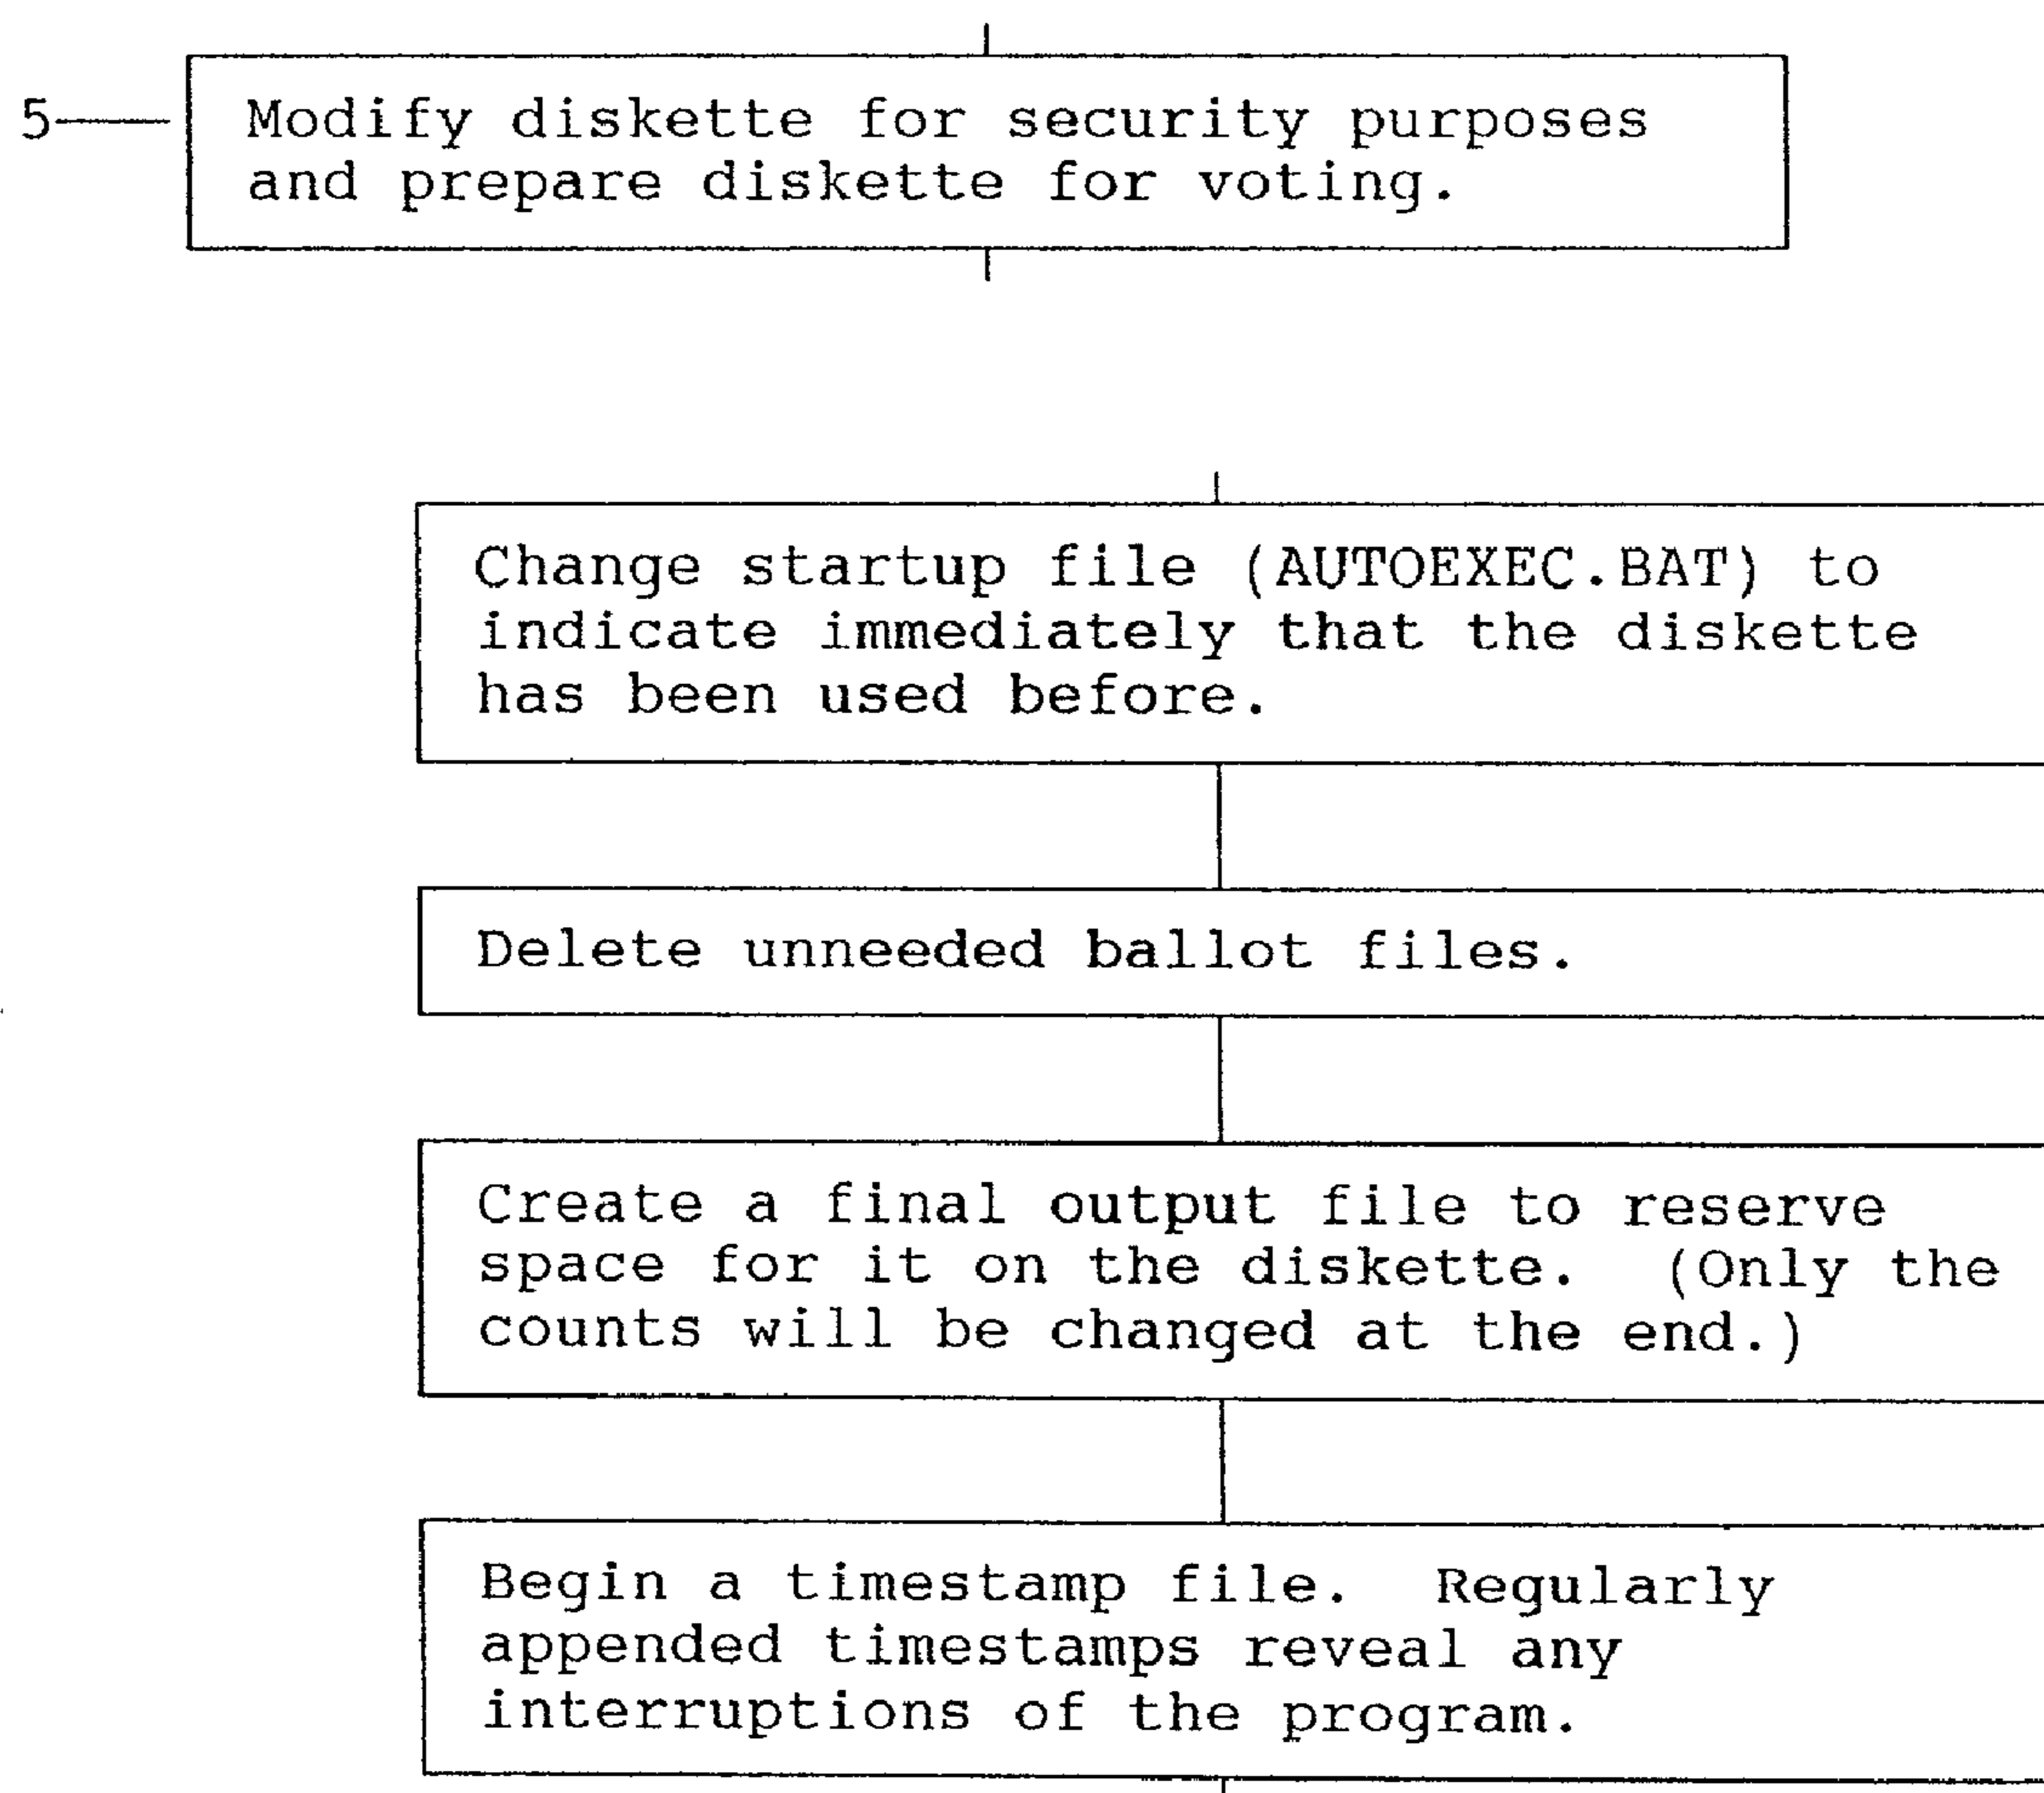 5
Modify diskette for security purposes
and prepare diskette for voting.
Change startup file (AUTOEXEC.BAT) to
indicate immediately that the diskette
has been used before.
Delete unneeded ballot files.
Create a final output file to reserve
space for it on the diskette.  (Only the
counts will be changed at the end.)
Begin a timestamp file.  Regularly
appended timestamps reveal any
interruptions of the program.